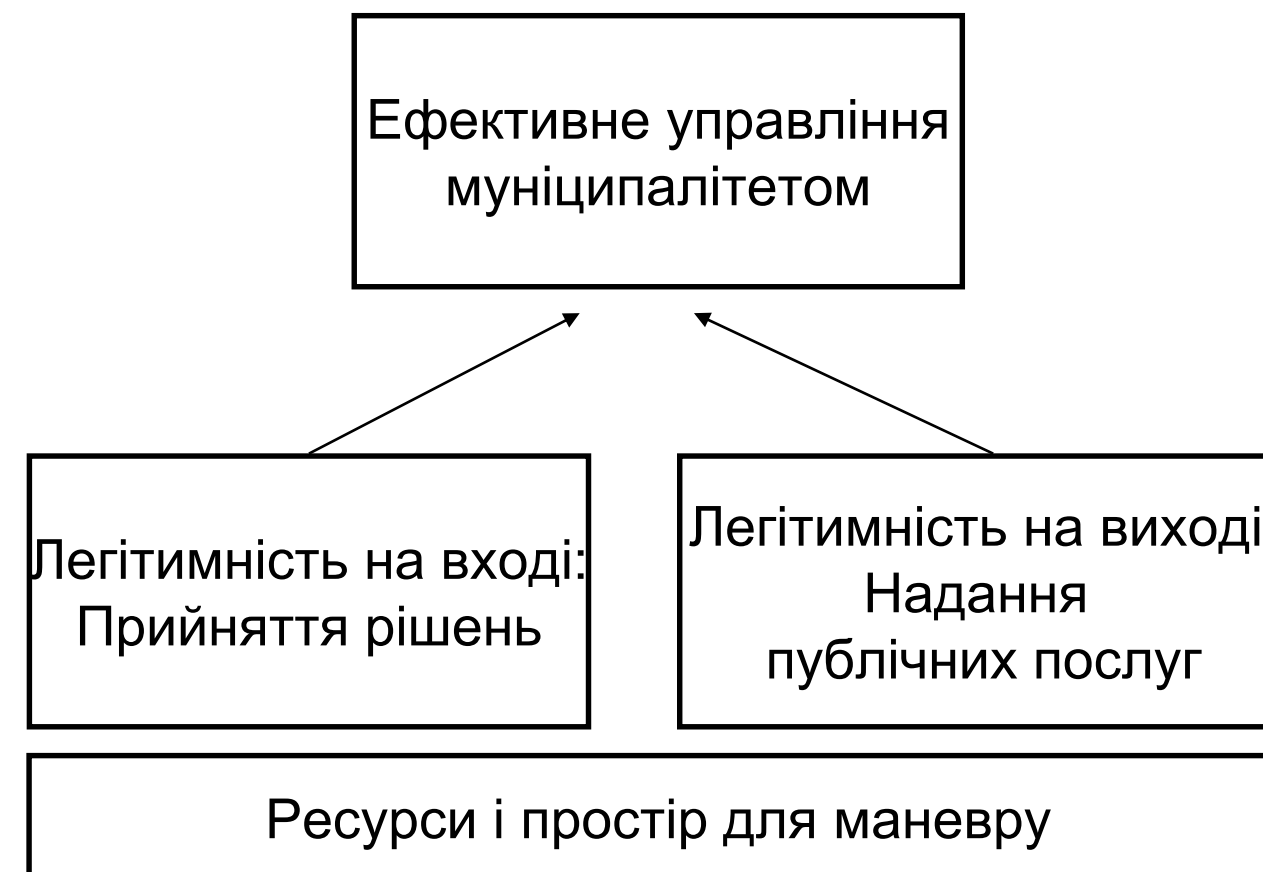 Ефективне управління
муніципалітетом
Легітимність на вході:
Прийняття рішень
Легітимність на виході
Надання
публічних послуг
Ресурси і простір для маневру